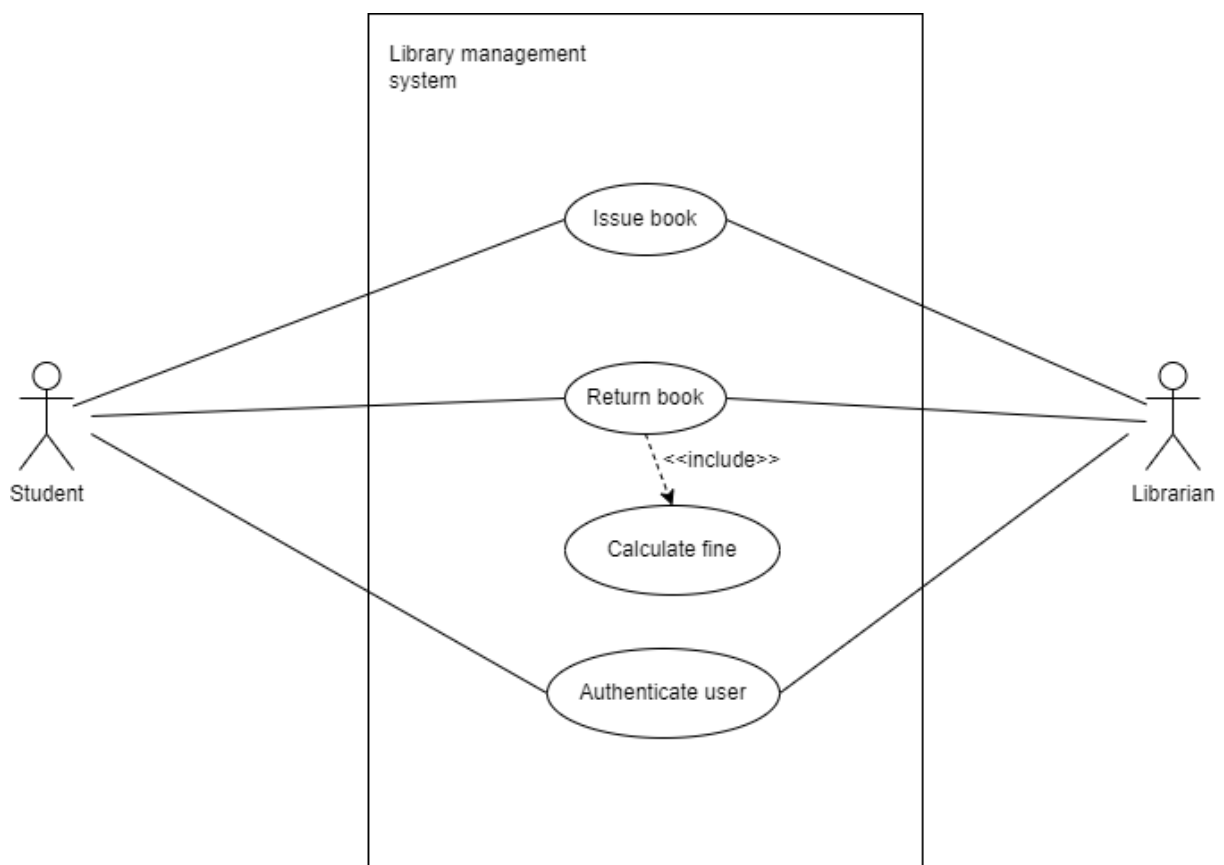 Library management
system
Issue book
Return book
<<include>>
Student
Librarian
Calculate fine
Authenticate user